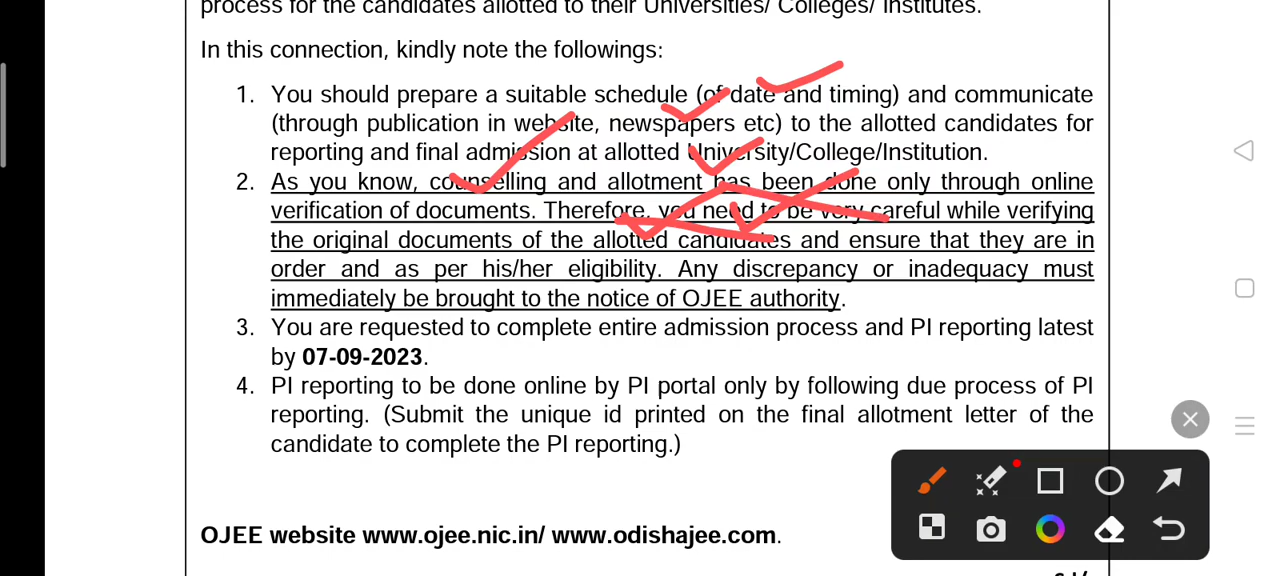 process for the candidates allotted to their Universities/ Colleges/ Institutes.
In this connection, kindly note the followings:
1. You should prepare a suitable schedule (of date and timing) and communicate
(through publication in website, newspapers etc) to the allotted candidates for
reporting and final admission at allotted University/College/Institution.
2. As you know, counselling and allotment has been done only through online
verification of documents. Therefore, you need to be very careful while verifying
the original documents of the allotted candidates and ensure that they are in
order and as per his/her eligibility. Any discrepancy or inadequacy must
immediately be brought to the notice of OJEE authority.
3. You are requested to complete entire admission process and PI reporting latest
by 07-09-2023.
4. PI reporting to be done online by PI portal only by following due process of PI
reporting. (Submit the unique id printed on the final allotment letter of the
candidate to complete the PI reporting.)
OJEE website www.ojee.nic.in/ www.odishajee.com.